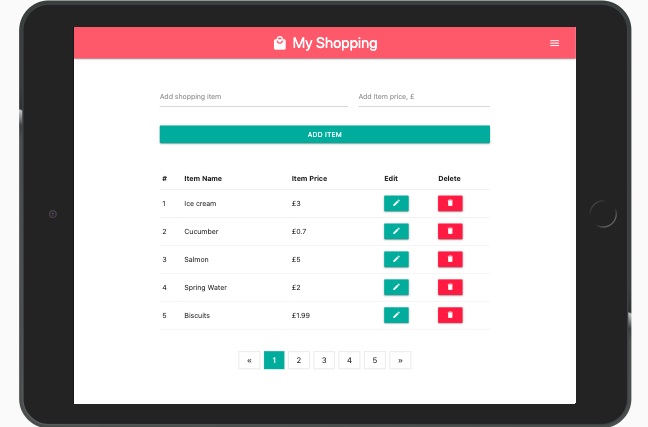 My Shopping
Add shopping item Add Item price, £
ADD ITEM
# Item Name Item Price Edit Delete
1 Ice cream £3
2 Cucumber £0.7
3 Salmon £5
4 Spring Water £2
5 Biscuits £1.99
« 1 2 3 4 5 »